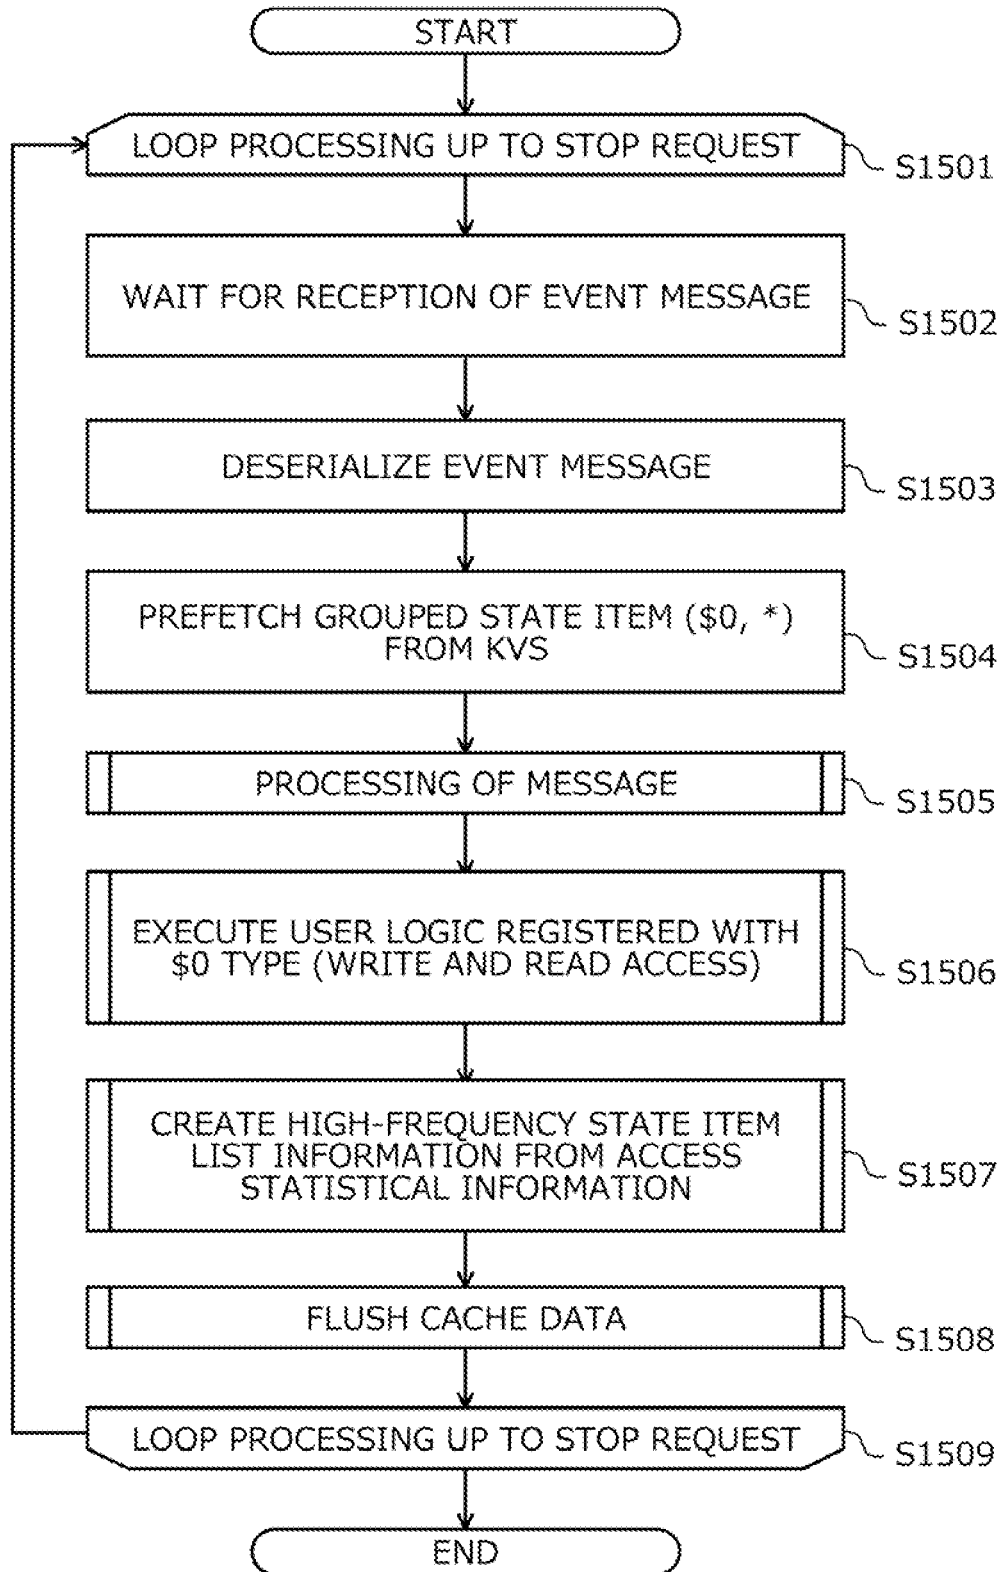 START
LOOP PROCESSING UP TO STOP REQUEST
S1501
WAIT FOR RECEPTION OF EVENT MESSAGE
S1502
DESERIALIZE EVENT MESSAGE
S1503
PREFETCH GROUPED STATE ITEM ($0, *)
FROM KVS
S1504
PROCESSING OF MESSAGE
S1505
EXECUTE USER LOGIC REGISTERED WITH
$0 TYPE (WRITE AND READ ACCESS)
S1506
CREATE HIGH-FREQUENCY STATE ITEM
LIST INFORMATION FROM ACCESS
STATISTICAL INFORMATION
S1507
FLUSH CACHE DATA
S1508
LOOP PROCESSING UP TO STOP REQUEST
S1509
END